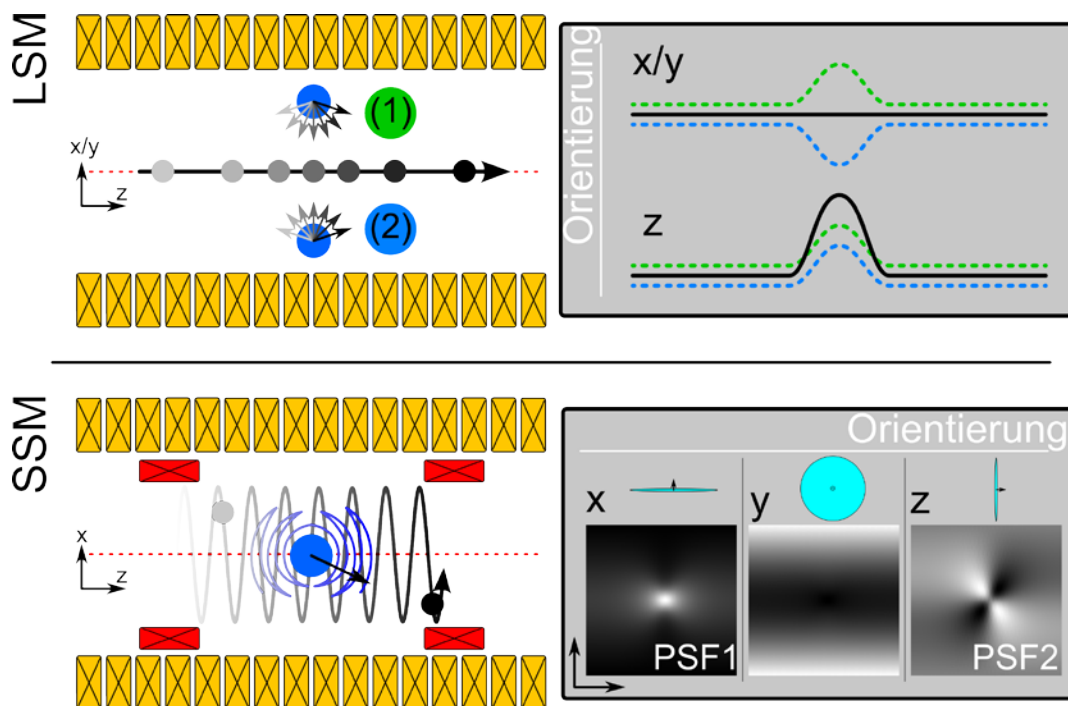 LSM
x/y
z
(1)
(2)
Orientierung
x/y
z
SSM
x
z
Orientierung
x
y
z
PSF1
PSF2